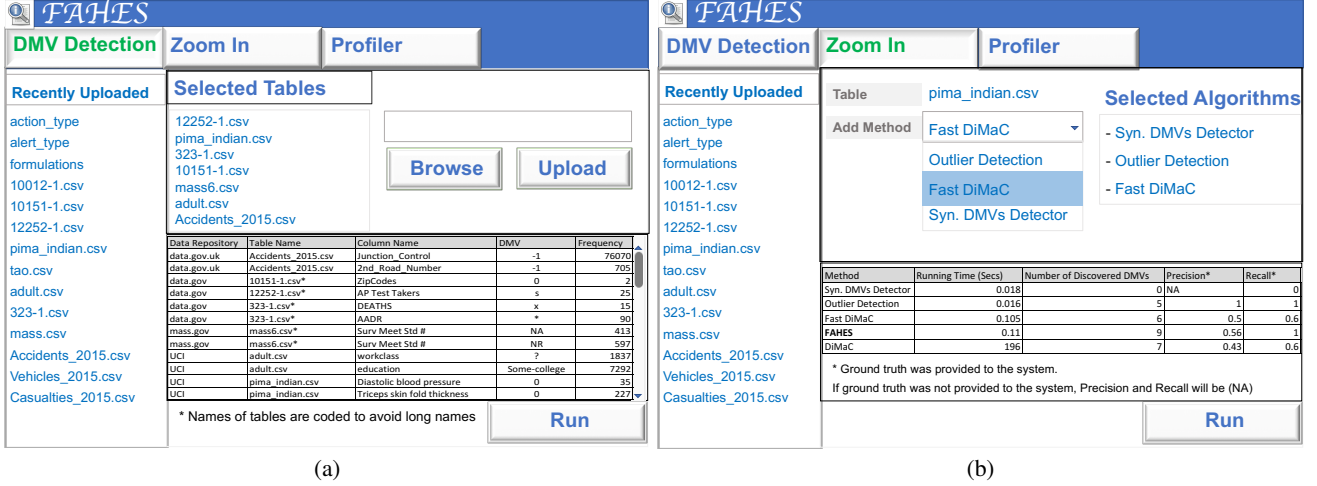 FAHES
DMV Detection Zoom In Profiler
Recently Uploaded
action_type
alert_type
formulations
10012-1.csv
10151-1.csv
12252-1.csv
pima_indian.csv
tao.csv
adult.csv
323-1.csv
mass.csv
Accidents_2015.csv
Vehicles_2015.csv
Casualties_2015.csv
Selected Tables
12252-1.csv
pima_indian.csv
323-1.csv
10151-1.csv
mass6.csv
adult.csv
Accidents_2015.csv
Browse Upload
Data Repository Table Name Column Name DMV Frequency
data.gov.uk Accidents_2015.csv Junction_Control -1 76070
data.gov.uk Accidents_2015.csv 2nd_Road_Number -1 705
data.gov 10151-1.csv* ZipCodes 0 2
data.gov 12252-1.csv* AP Test Takers s 25
data.gov 323-1.csv* DEATHS x 15
data.gov 323-1.csv* AADR * 90
mass.gov mass6.csv* Surv Meet Std # NA 413
mass.gov mass6.csv* Surv Meet Std # NR 597
UCI adult.csv workclass ? 1837
UCI adult.csv education Some-college 7292
UCI pima_indian.csv Diastolic blood pressure 0 35
UCI pima_indian.csv Triceps skin fold thickness 0 227
* Names of tables are coded to avoid long names
Run
(a)
FAHES
DMV Detection Zoom In Profiler
Recently Uploaded
action_type
alert_type
formulations
10012-1.csv
10151-1.csv
12252-1.csv
pima_indian.csv
tao.csv
adult.csv
323-1.csv
mass.csv
Accidents_2015.csv
Vehicles_2015.csv
Casualties_2015.csv
Table pima_indian.csv
Add Method Fast DiMaC
Outlier Detection
Fast DiMaC
Syn. DMVs Detector
Selected Algorithms
- Syn. DMVs Detector
- Outlier Detection
- Fast DiMaC
Method Running Time (Secs) Number of Discovered DMVs Precision* Recall*
Syn. DMVs Detector 0.018 0 NA 0
Outlier Detection 0.016 5 1 1
Fast DiMaC 0.105 6 0.5 0.6
FAHES 0.11 9 0.56 1
DiMaC 196 7 0.43 0.6
* Ground truth was provided to the system.
If ground truth was not provided to the system, Precision and Recall will be (NA)
Run
(b)